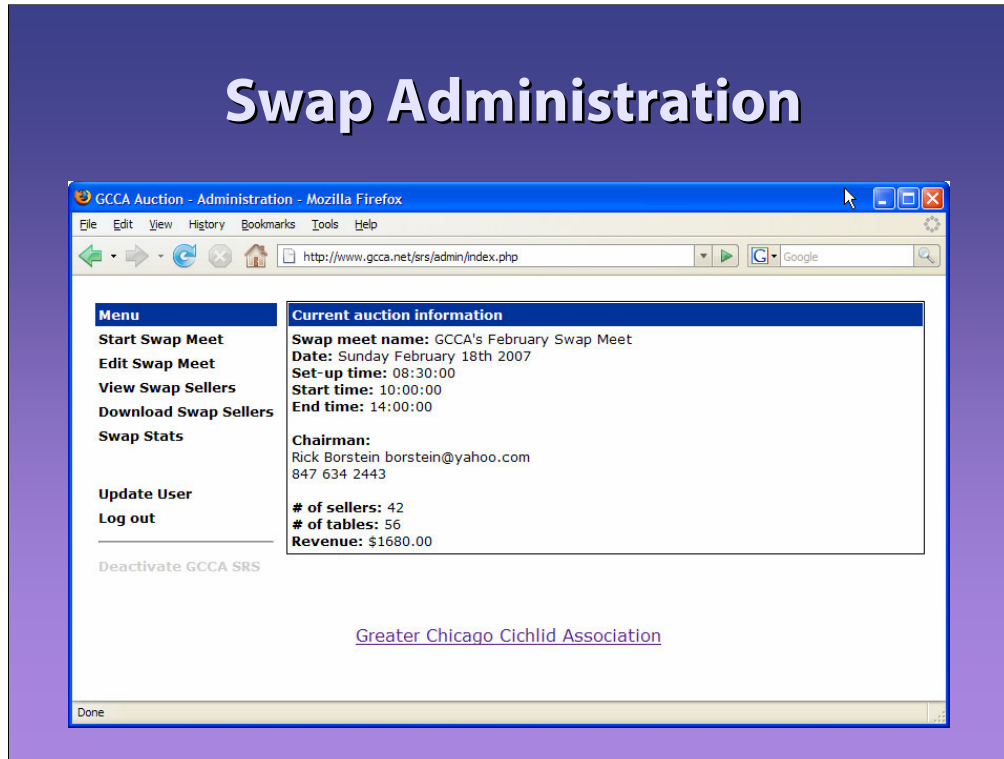 Swap Administration
GCCA Auction - Administration - Mozilla Firefox
File Edit View History Bookmarks Tools Help
http://www.gcca.net/srs/admin/index.php
G Google
Menu
Start Swap Meet
Edit Swap Meet
View Swap Sellers
Download Swap Sellers
Swap Stats
Update User
Log out
Deactivate GCCA SRS
Current auction information
Swap meet name: GCCA's February Swap Meet
Date: Sunday February 18th 2007
Set-up time: 08:30:00
Start time: 10:00:00
End time: 14:00:00
Chairman:
Rick Borstein borstein@yahoo.com
847 634 2443
# of sellers: 42
# of tables: 56
Revenue: $1680.00
Greater Chicago Cichlid Association
Done